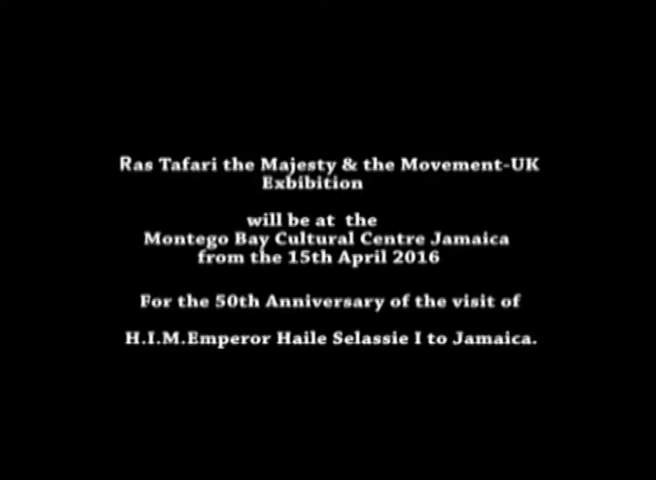 Ras Tafari the Majesty & the Movement-UK
Exbibition
will be at the
Montego Bay Cultural Centre Jamaica
from the 15th April 2016
For the 50th Anniversary of the visit of
H.I.M.Emperor Haile Selassie I to Jamaica.